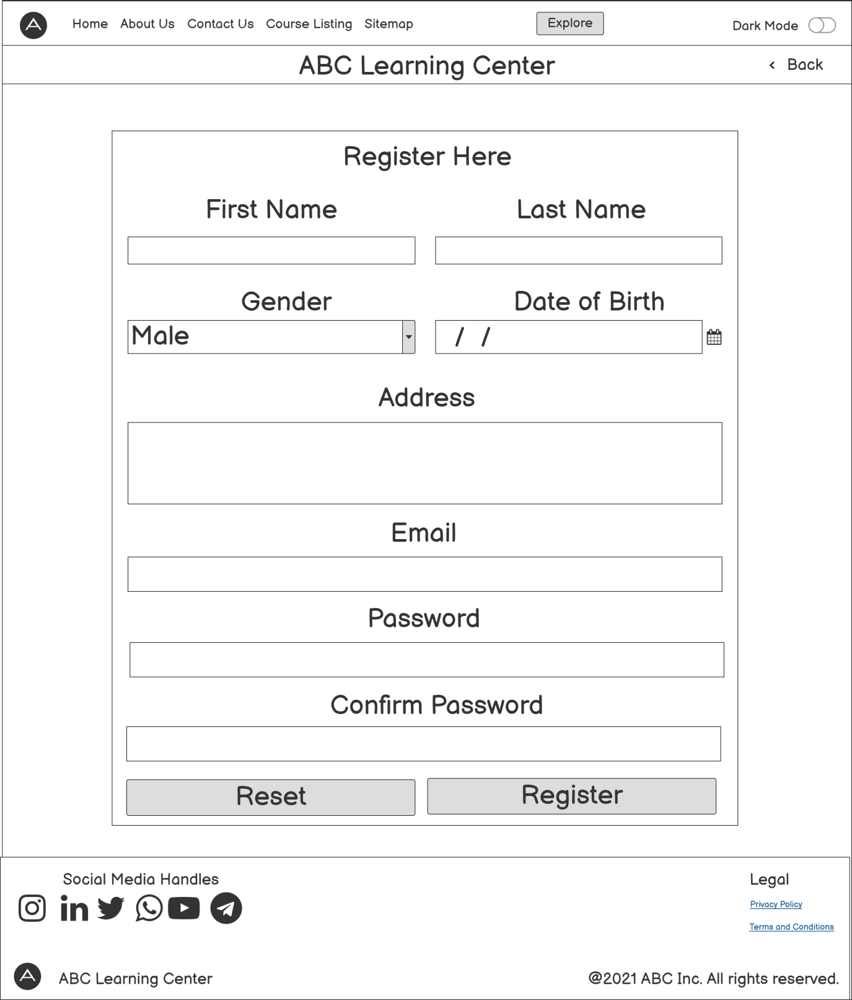 A Home About Us Contact Us Course Listing Sitemap Explore Dark Mode
ABC Learning Center
< Back
Register Here
First Name Last Name
Gender Date of Birth
Male / /
Address
Email
Password
Confirm Password
Reset Register
Social Media Handles
Legal
in
Privacy Policy
Terms and Conditions
A ABC Learning Center @2021 ABC Inc. All rights reserved.